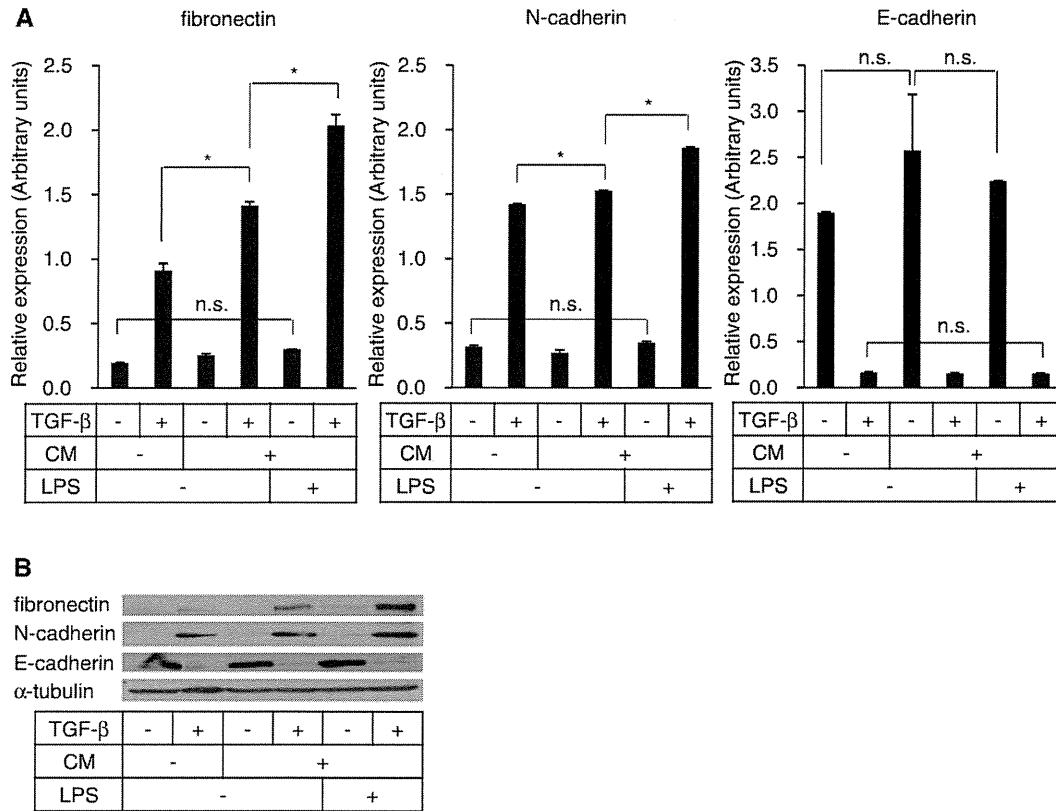 A
fibronectin
N-cadherin
E-cadherin
Relative expression (Arbitrary units)
2.5
2.0
1.5
1.0
0.5
0.0
*
*
n.s.
TGF-β - + - + - +
CM - +
LPS - +
Relative expression (Arbitrary units)
2.5
2.0
1.5
1.0
0.5
0.0
*
*
n.s.
TGF-β - + - + - +
CM - +
LPS - +
Relative expression (Arbitrary units)
3.5
3.0
2.5
2.0
1.5
1.0
0.5
0.0
n.s.
n.s.
n.s.
TGF-β - + - + - +
CM - +
LPS - +
B
fibronectin
N-cadherin
E-cadherin
α-tubulin
TGF-β - + - + - +
CM - +
LPS - +